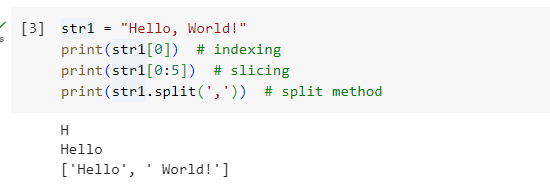 [3] str1 = "Hello, World!"
print(str1[0])  # indexing
print(str1[0:5])  # slicing
print(str1.split(','))  # split method
H
Hello
['Hello', ' World!']